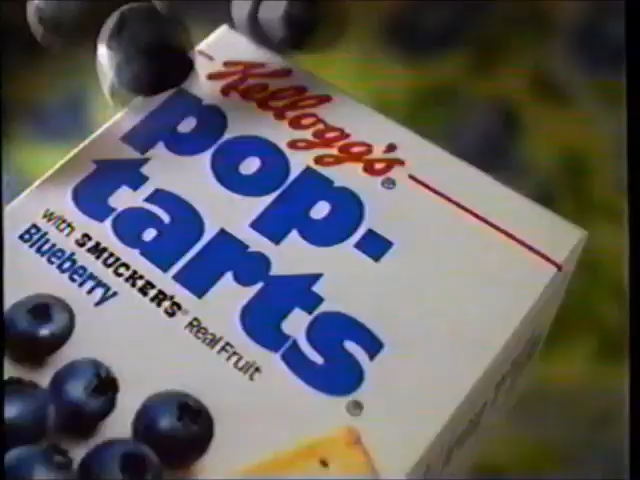 Kellogg's®
pop-
tarts®
with SMUCKER'S® Real Fruit
Blueberry